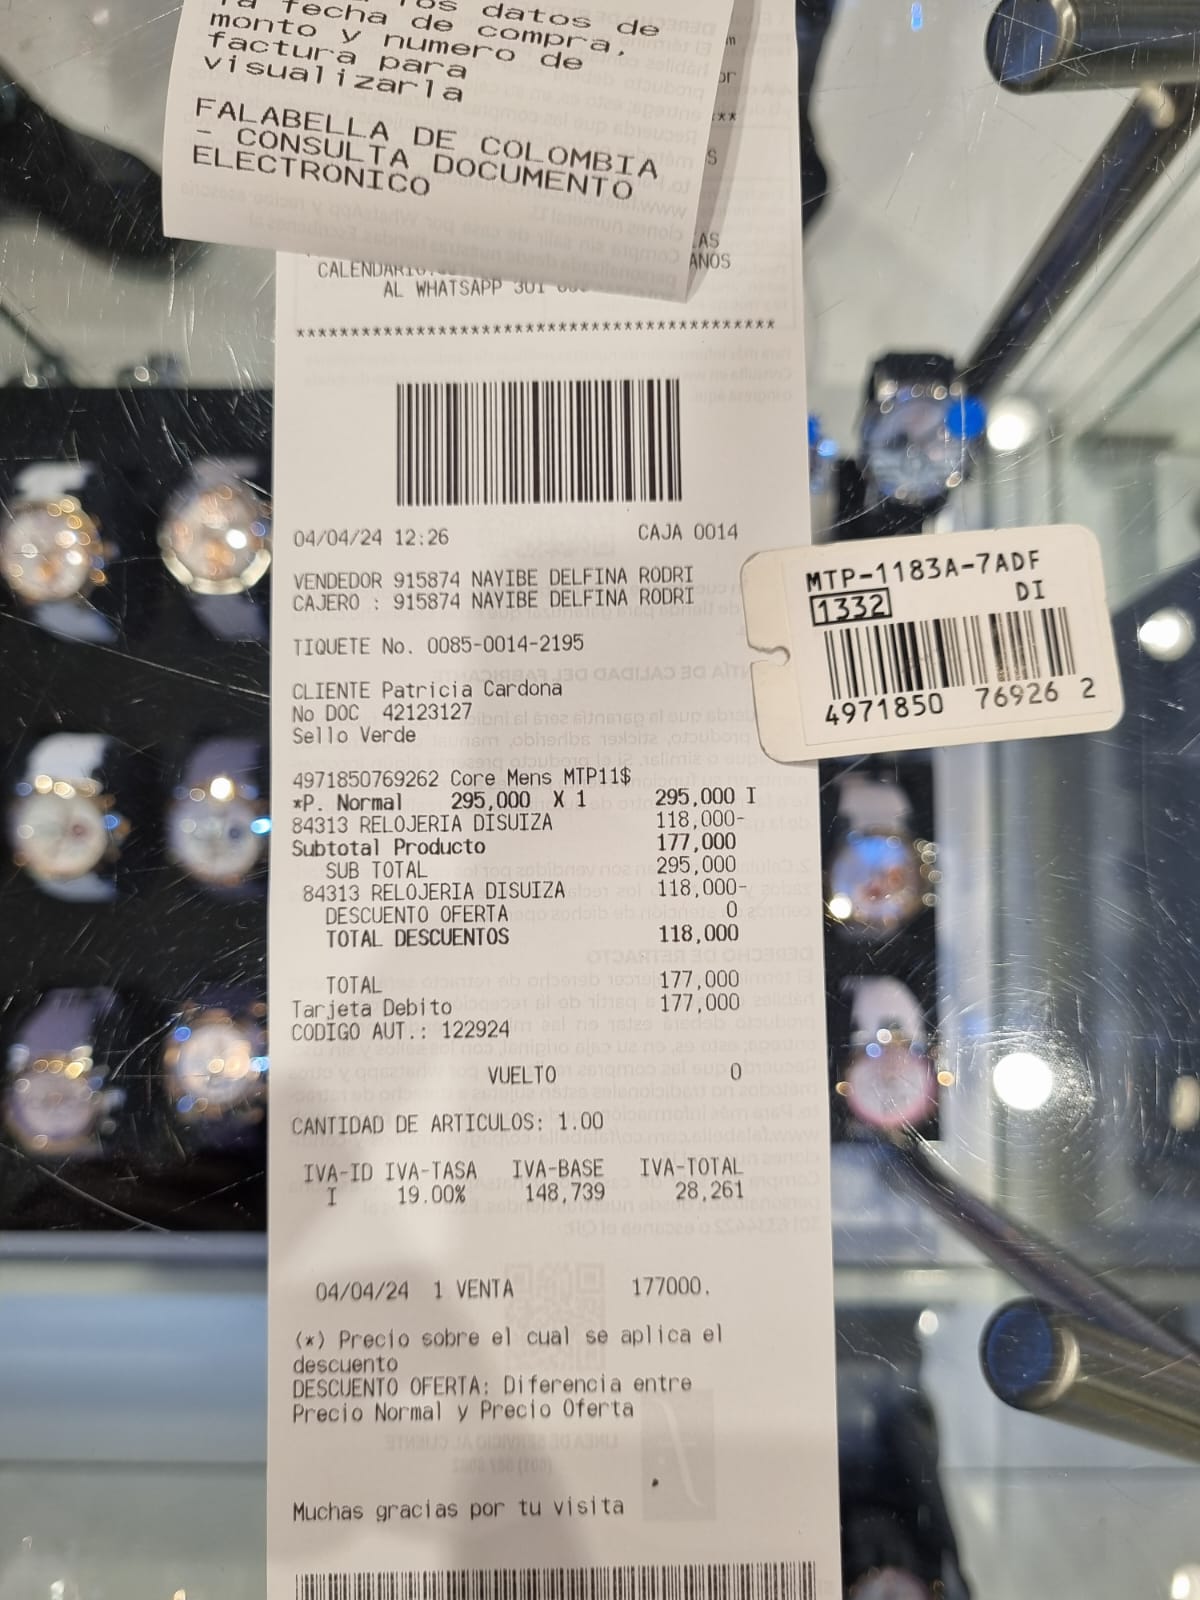 los datos de
la fecha de compra,
monto y numero de
factura para
visualizarla
FALABELLA DE COLOMBIA
- CONSULTA DOCUMENTO
ELECTRONICO
AL WHATSAPP 301
*****************************************
04/04/24 12:26 CAJA 0014
VENDEDOR 915874 NAYIBE DELFINA RODRI
CAJERO : 915874 NAYIBE DELFINA RODRI
TIQUETE No. 0085-0014-2195
CLIENTE Patricia Cardona
No DOC 42123127
Sello Verde
4971850769262 Core Mens MTP11$
*P. Normal 295,000 X 1 295,000 I
84313 RELOJERIA DISUIZA 118,000-
Subtotal Producto 177,000
SUB TOTAL 295,000
84313 RELOJERIA DISUIZA 118,000-
DESCUENTO OFERTA 0
TOTAL DESCUENTOS 118,000
TOTAL 177,000
Tarjeta Debito 177,000
CODIGO AUT.: 122924
VUELTO 0
CANTIDAD DE ARTICULOS: 1.00
IVA-ID IVA-TASA IVA-BASE IVA-TOTAL
I 19.00% 148,739 28,261
04/04/24 1 VENTA 177000.
(*) Precio sobre el cual se aplica el
descuento
DESCUENTO OFERTA: Diferencia entre
Precio Normal y Precio Oferta
Muchas gracias por tu visita
MTP-1183A-7ADF
1332 DI
4971850 76926 2